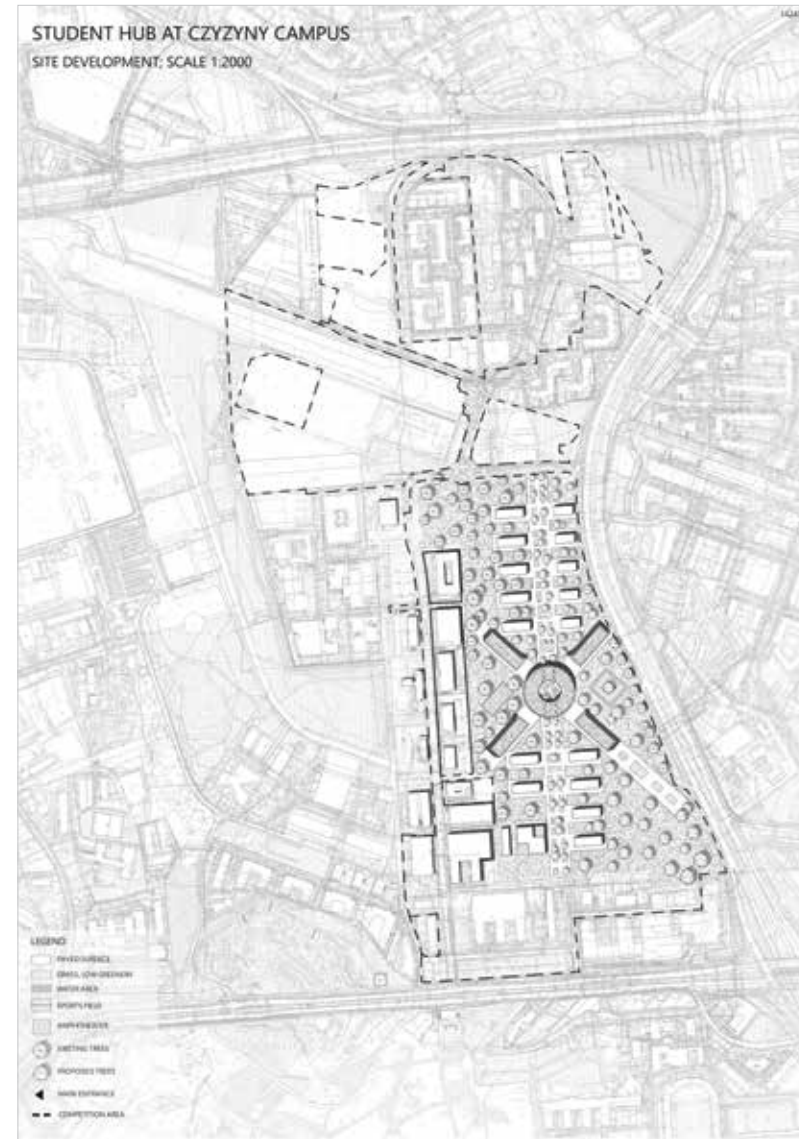 STUDENT HUB AT CZYZYNY CAMPUS
SITE DEVELOPMENT; SCALE 1:2000
LEGEND
PAVED SURFACE
GRASS, LOW GREENERY
WATER AREA
SPORTS FIELD
AMPHITHEATER
EXISTING TREES
PROPOSED TREES
MAIN ENTRANCE
COMPETITION AREA